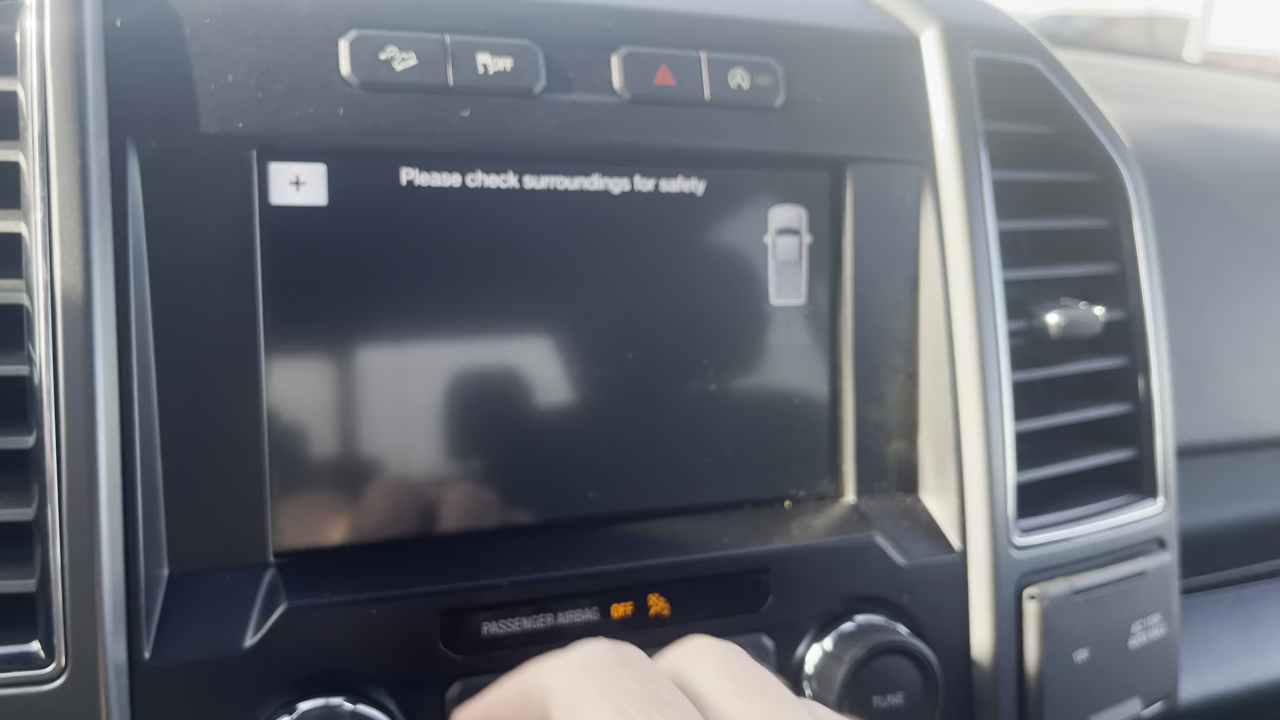 OFF
+
Please check surroundings for safety
PASSENGER AIRBAG OFF
TUNE